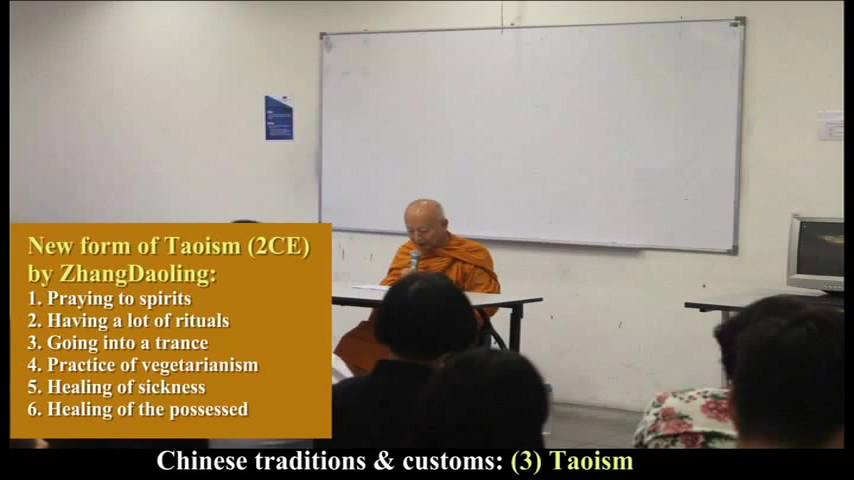 New form of Taoism (2CE)
by ZhangDaoling:
1. Praying to spirits
2. Having a lot of rituals
3. Going into a trance
4. Practice of vegetarianism
5. Healing of sickness
6. Healing of the possessed
Chinese traditions & customs: (3) Taoism